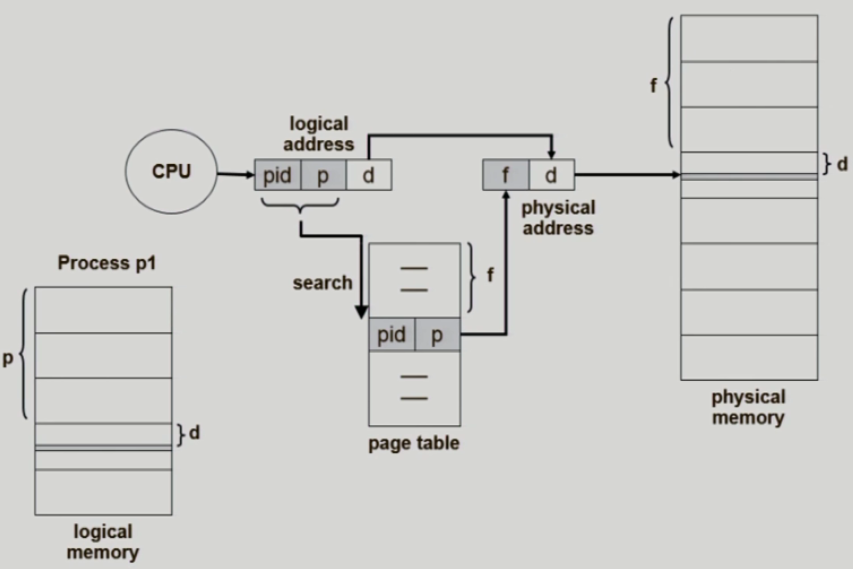 logical
address
CPU
pid
p
d
f
d
physical
address
f
d
Process p1
p
d
logical
memory
search
f
pid
p
page table
physical
memory